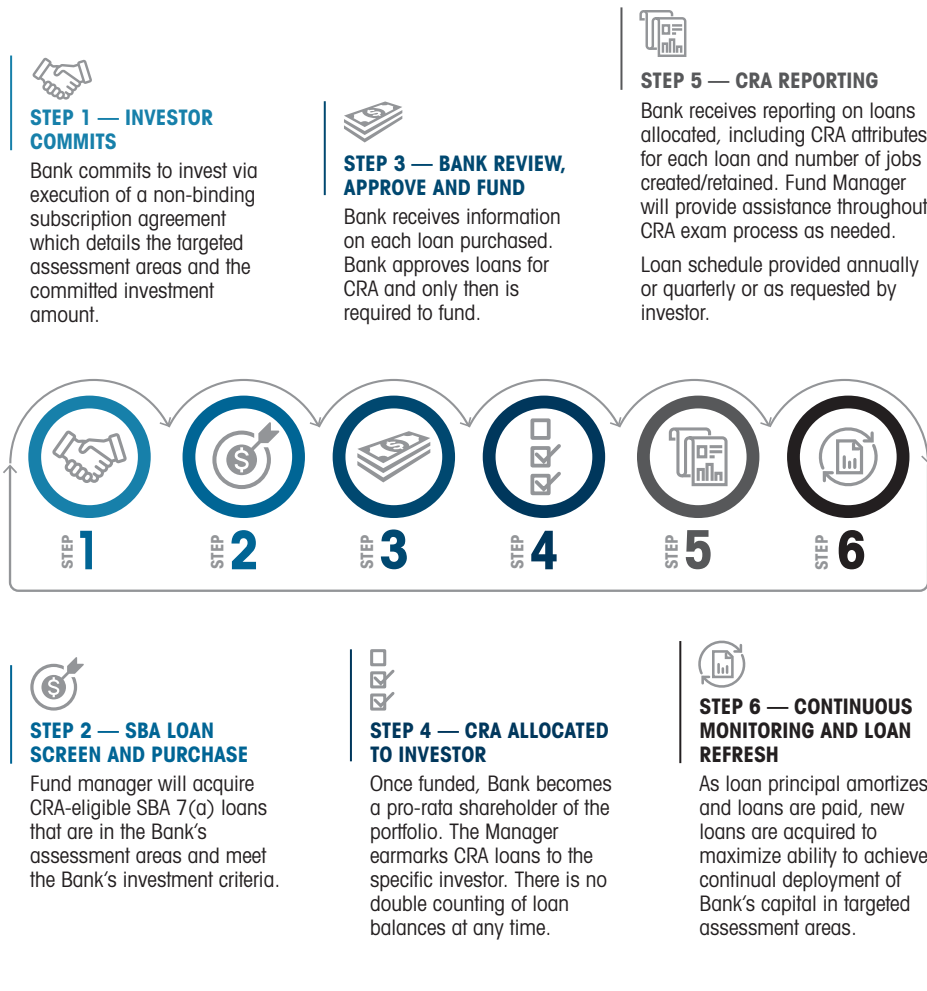 STEP 1 — INVESTOR
COMMITS
Bank commits to invest via
execution of a non-binding
subscription agreement
which details the targeted
assessment areas and the
committed investment
amount.
STEP 3 — BANK REVIEW,
APPROVE AND FUND
Bank receives information
on each loan purchased.
Bank approves loans for
CRA and only then is
required to fund.
STEP 5 — CRA REPORTING
Bank receives reporting on loans
allocated, including CRA attributes
for each loan and number of jobs
created/retained. Fund Manager
will provide assistance throughout
CRA exam process as needed.
Loan schedule provided annually
or quarterly or as requested by
investor.
STEP 1
STEP 2
STEP 3
STEP 4
STEP 5
STEP 6
STEP 2 — SBA LOAN
SCREEN AND PURCHASE
Fund manager will acquire
CRA-eligible SBA 7(a) loans
that are in the Bank’s
assessment areas and meet
the Bank’s investment criteria.
STEP 4 — CRA ALLOCATED
TO INVESTOR
Once funded, Bank becomes
a pro-rata shareholder of the
portfolio. The Manager
earmarks CRA loans to the
specific investor. There is no
double counting of loan
balances at any time.
STEP 6 — CONTINUOUS
MONITORING AND LOAN
REFRESH
As loan principal amortizes
and loans are paid, new
loans are acquired to
maximize ability to achieve
continual deployment of
Bank’s capital in targeted
assessment areas.